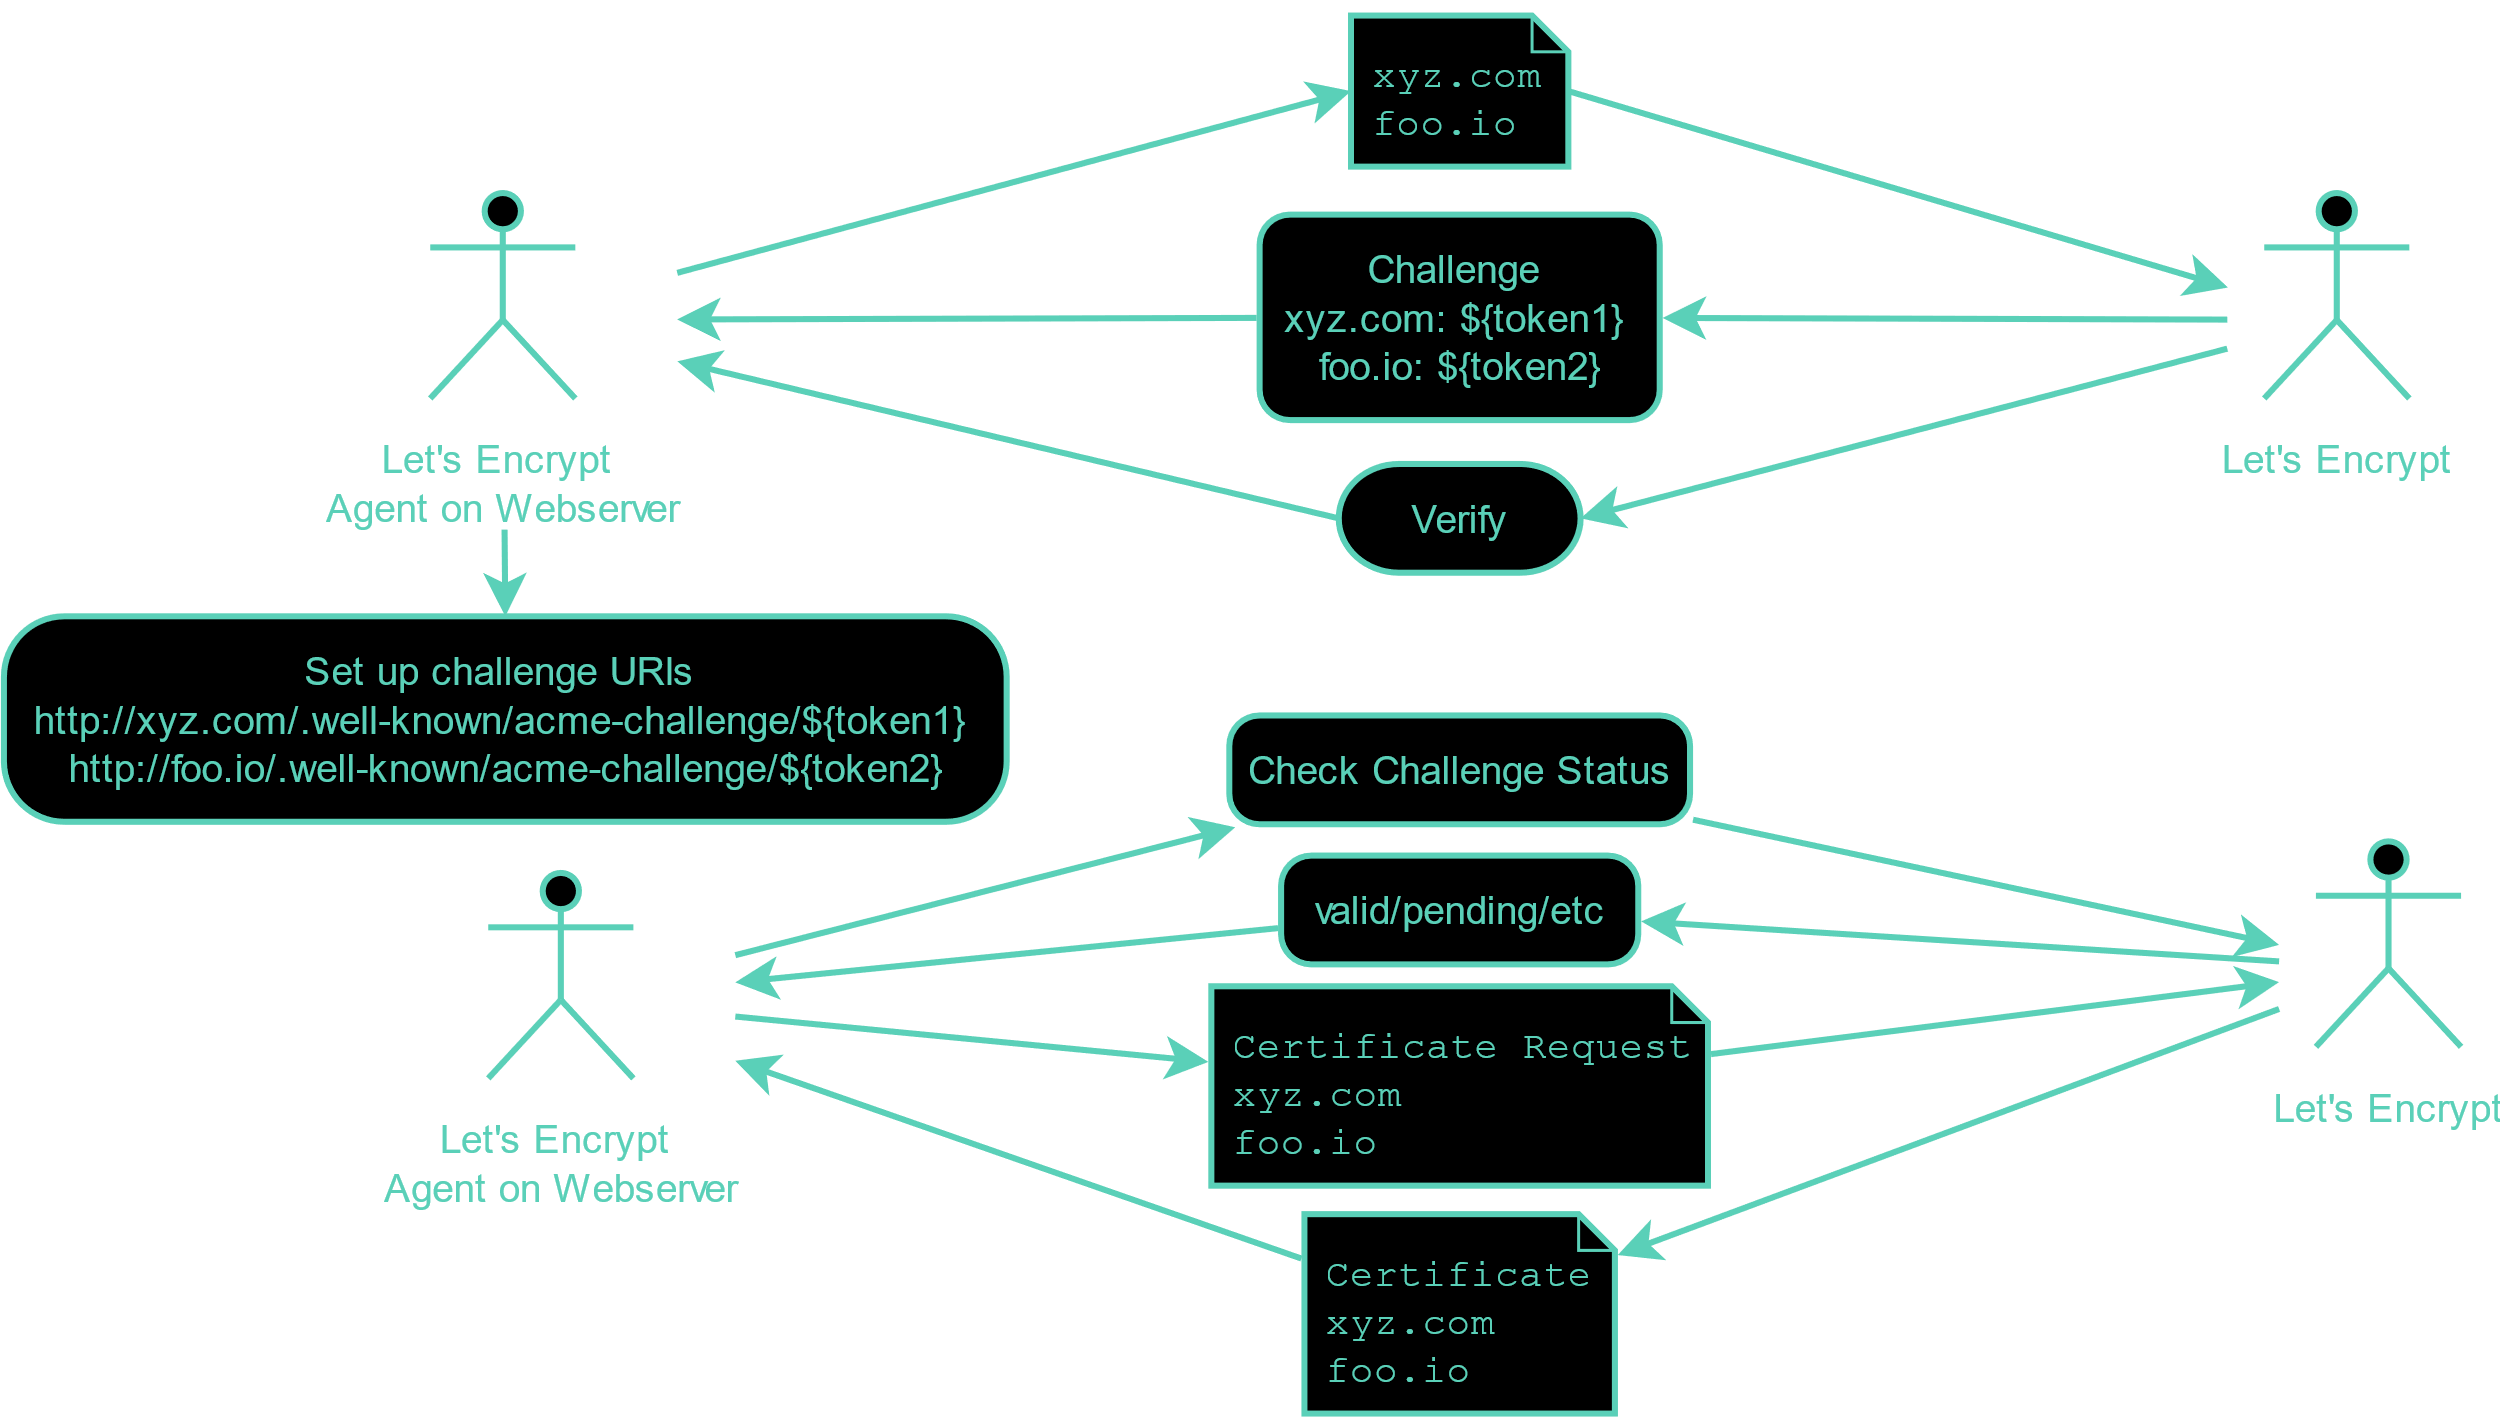 xyz.com
foo.io
Challenge
xyz.com: ${token1}
foo.io: ${token2}
Let's Encrypt
Agent on Webserver
Let's Encrypt
Verify
Set up challenge URIs
http://xyz.com/.well-known/acme-challenge/${token1}
http://foo.io/.well-known/acme-challenge/${token2}
Check Challenge Status
valid/pending/etc
Certificate Request
xyz.com
foo.io
Let's Encrypt
Agent on Webserver
Let's Encrypt
Certificate
xyz.com
foo.io